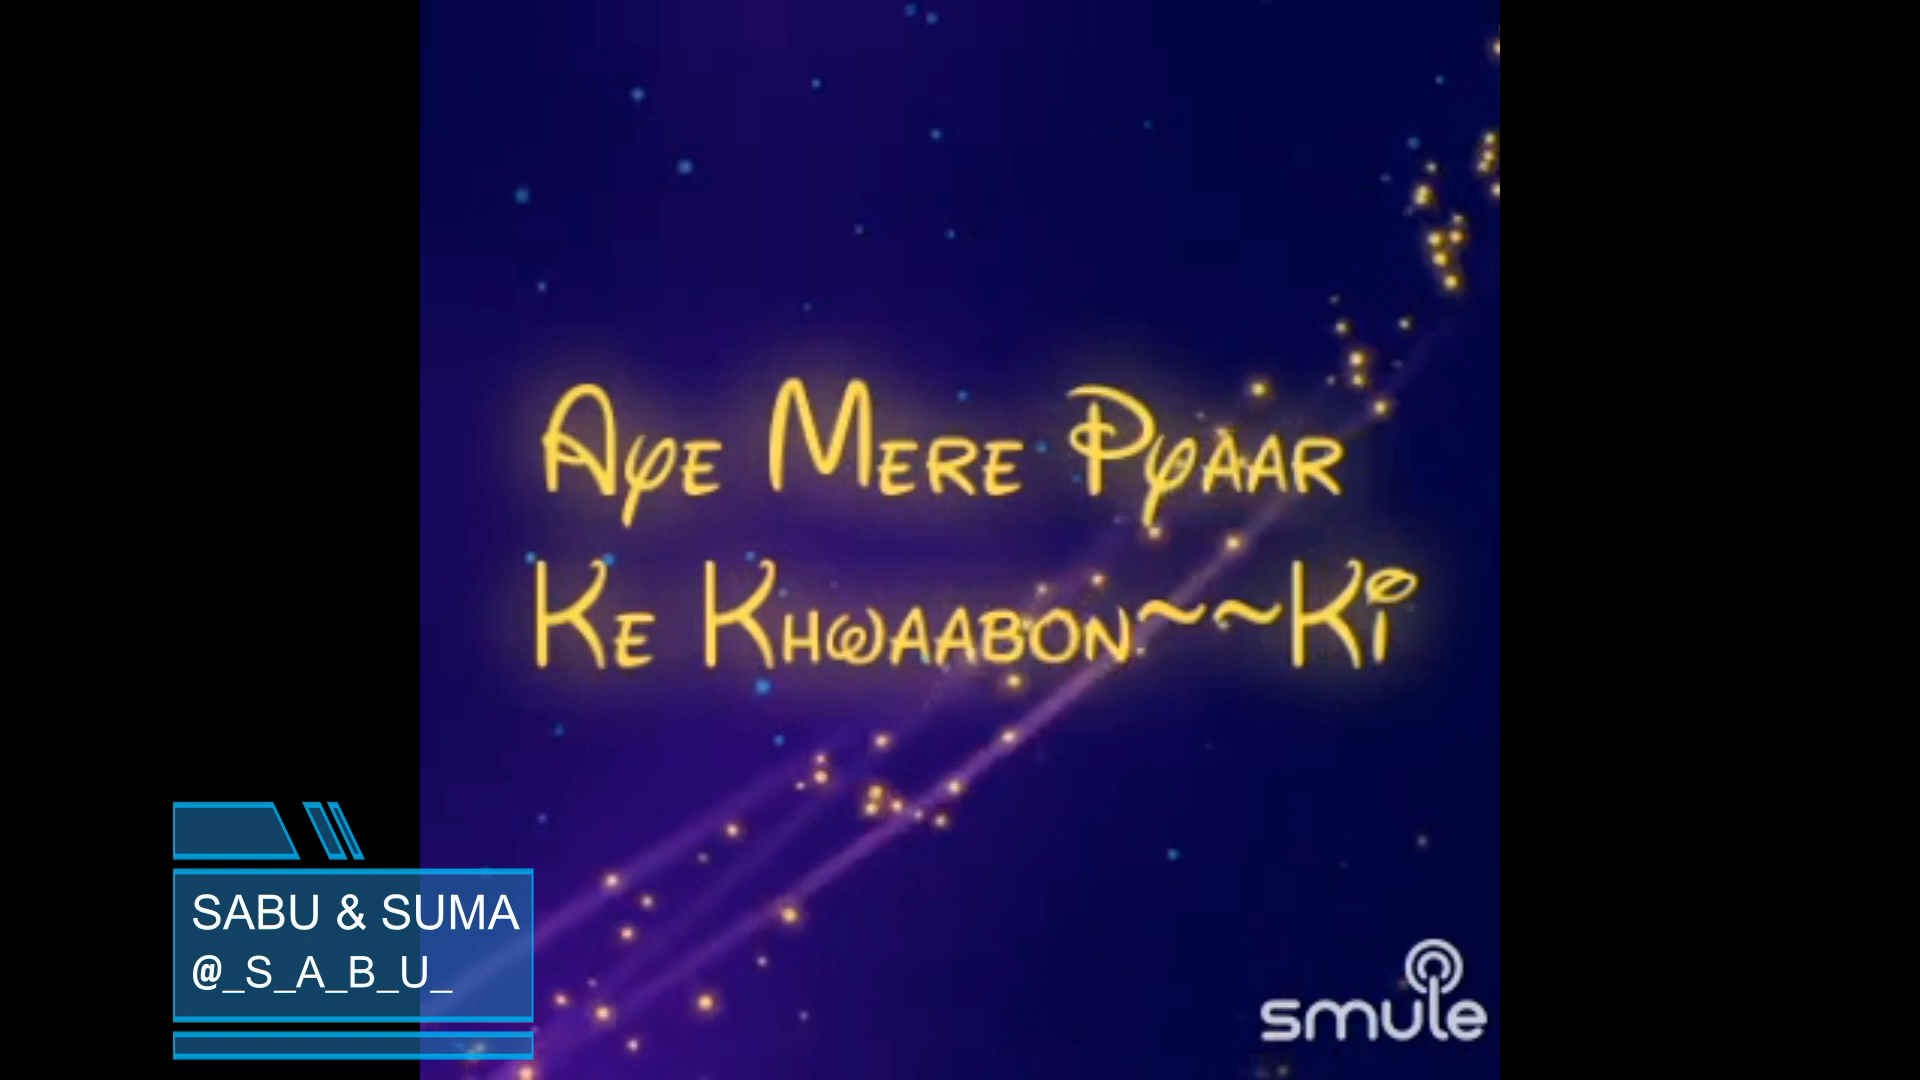 Aye Mere Pyaar
Ke Khwaabon~~Ki
SABU & SUMA
@_S_A_B_U_
smule